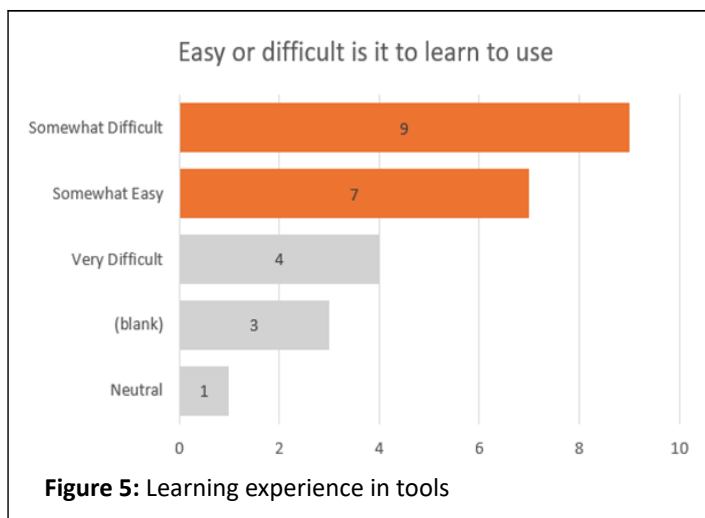 Easy or difficult is it to learn to use
Somewhat Difficult
9
Somewhat Easy
7
Very Difficult
4
(blank)
3
Neutral
1
0 2 4 6 8 10
Figure 5: Learning experience in tools